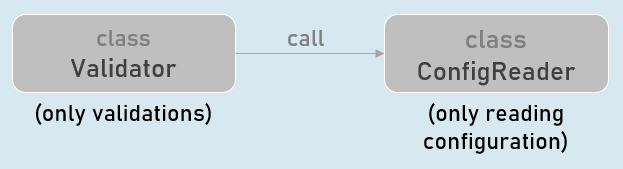 class
Validator
(only validations)
call
class
ConfigReader
(only reading
configuration)